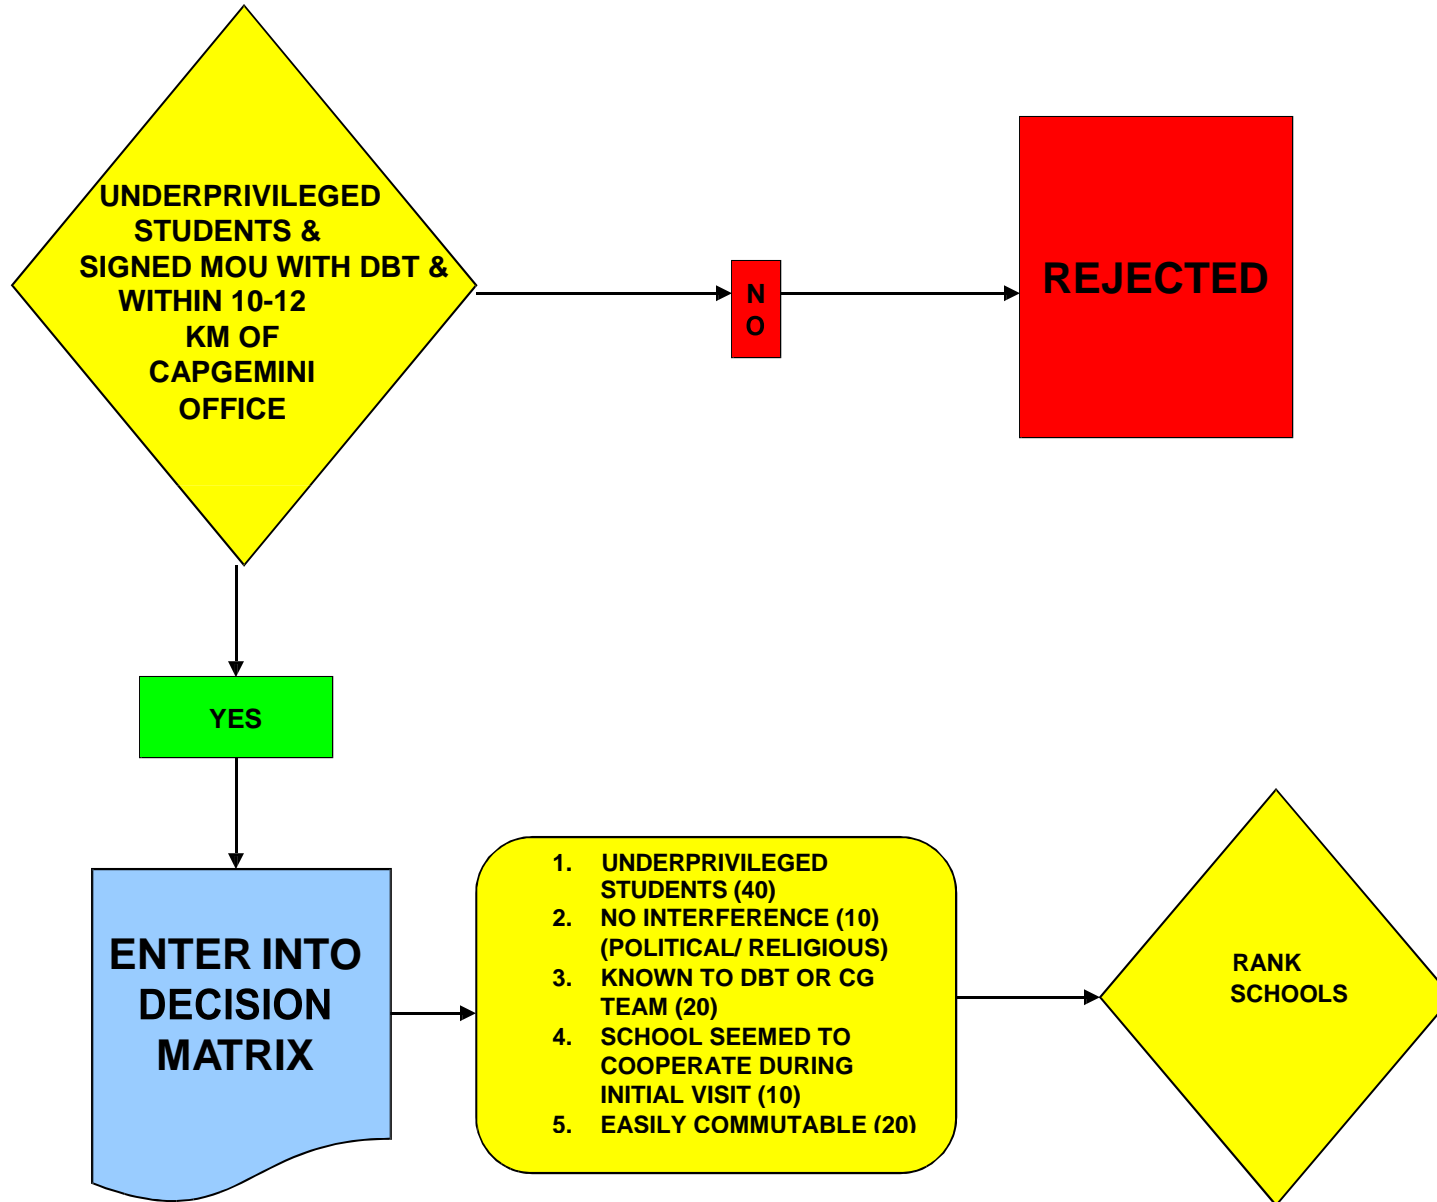 UNDERPRIVILEGED
STUDENTS &
SIGNED MOU WITH DBT &
WITHIN 10-12
KM OF
CAPGEMINI
OFFICE
N
O
REJECTED
YES
ENTER INTO
DECISION
MATRIX
1. UNDERPRIVILEGED
STUDENTS (40)
2. NO INTERFERENCE (10)
(POLITICAL/ RELIGIOUS)
3. KNOWN TO DBT OR CG
TEAM (20)
4. SCHOOL SEEMED TO
COOPERATE DURING
INITIAL VISIT (10)
5. EASILY COMMUTABLE (20)
RANK
SCHOOLS